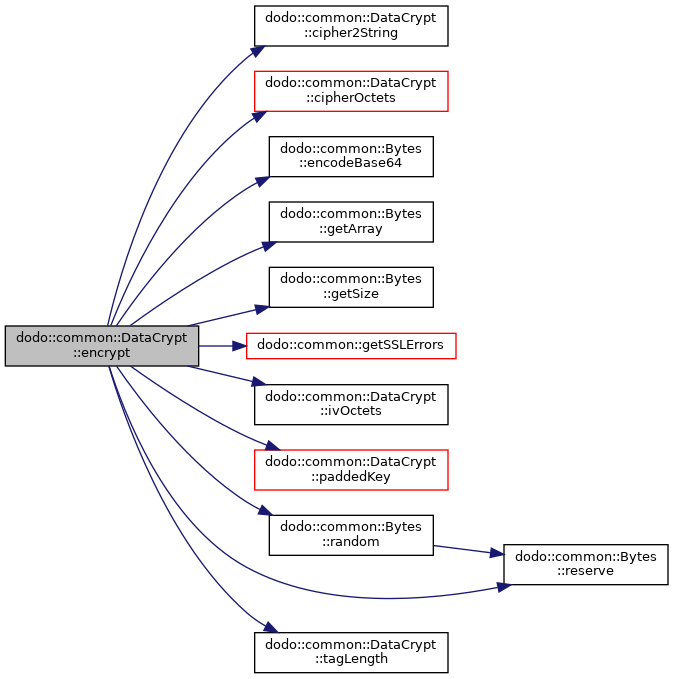 dodo::common::DataCrypt
::cipher2String
dodo::common::DataCrypt
::cipherOctets
dodo::common::Bytes
::encodeBase64
dodo::common::Bytes
::getArray
dodo::common::Bytes
::getSize
dodo::common::DataCrypt
::encrypt
dodo::common::getSSLErrors
dodo::common::DataCrypt
::ivOctets
dodo::common::DataCrypt
::paddedKey
dodo::common::Bytes
::random
dodo::common::Bytes
::reserve
dodo::common::DataCrypt
::tagLength